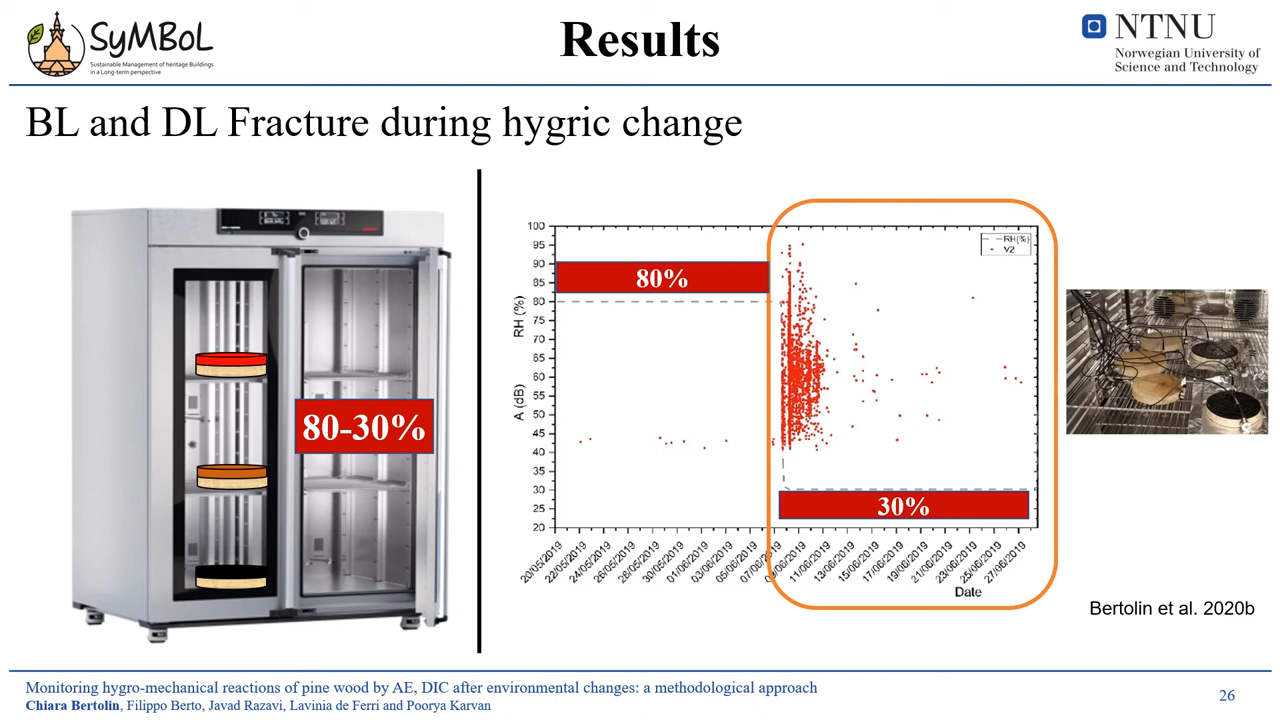 SyMBoL
Sustainable Management of heritage Buildings
in a Long-term perspective
Results
NTNU
Norwegian University of
Science and Technology
BL and DL Fracture during hygric change
80-30%
100
95
90
85
80
75
70
65
60
55
50
45
40
35
30
25
20
RH (%)
A (dB)
RH(%)
V2
80%
30%
20/05/2019
22/05/2019
24/05/2019
26/05/2019
28/05/2019
30/05/2019
01/06/2019
03/06/2019
05/06/2019
07/06/2019
09/06/2019
11/06/2019
13/06/2019
15/06/2019
17/06/2019
19/06/2019
21/06/2019
23/06/2019
25/06/2019
27/06/2019
Date
Bertolin et al. 2020b
Monitoring hygro-mechanical reactions of pine wood by AE, DIC after environmental changes: a methodological approach
Chiara Bertolin, Filippo Berto, Javad Razavi, Lavinia de Ferri and Poorya Karvan
26